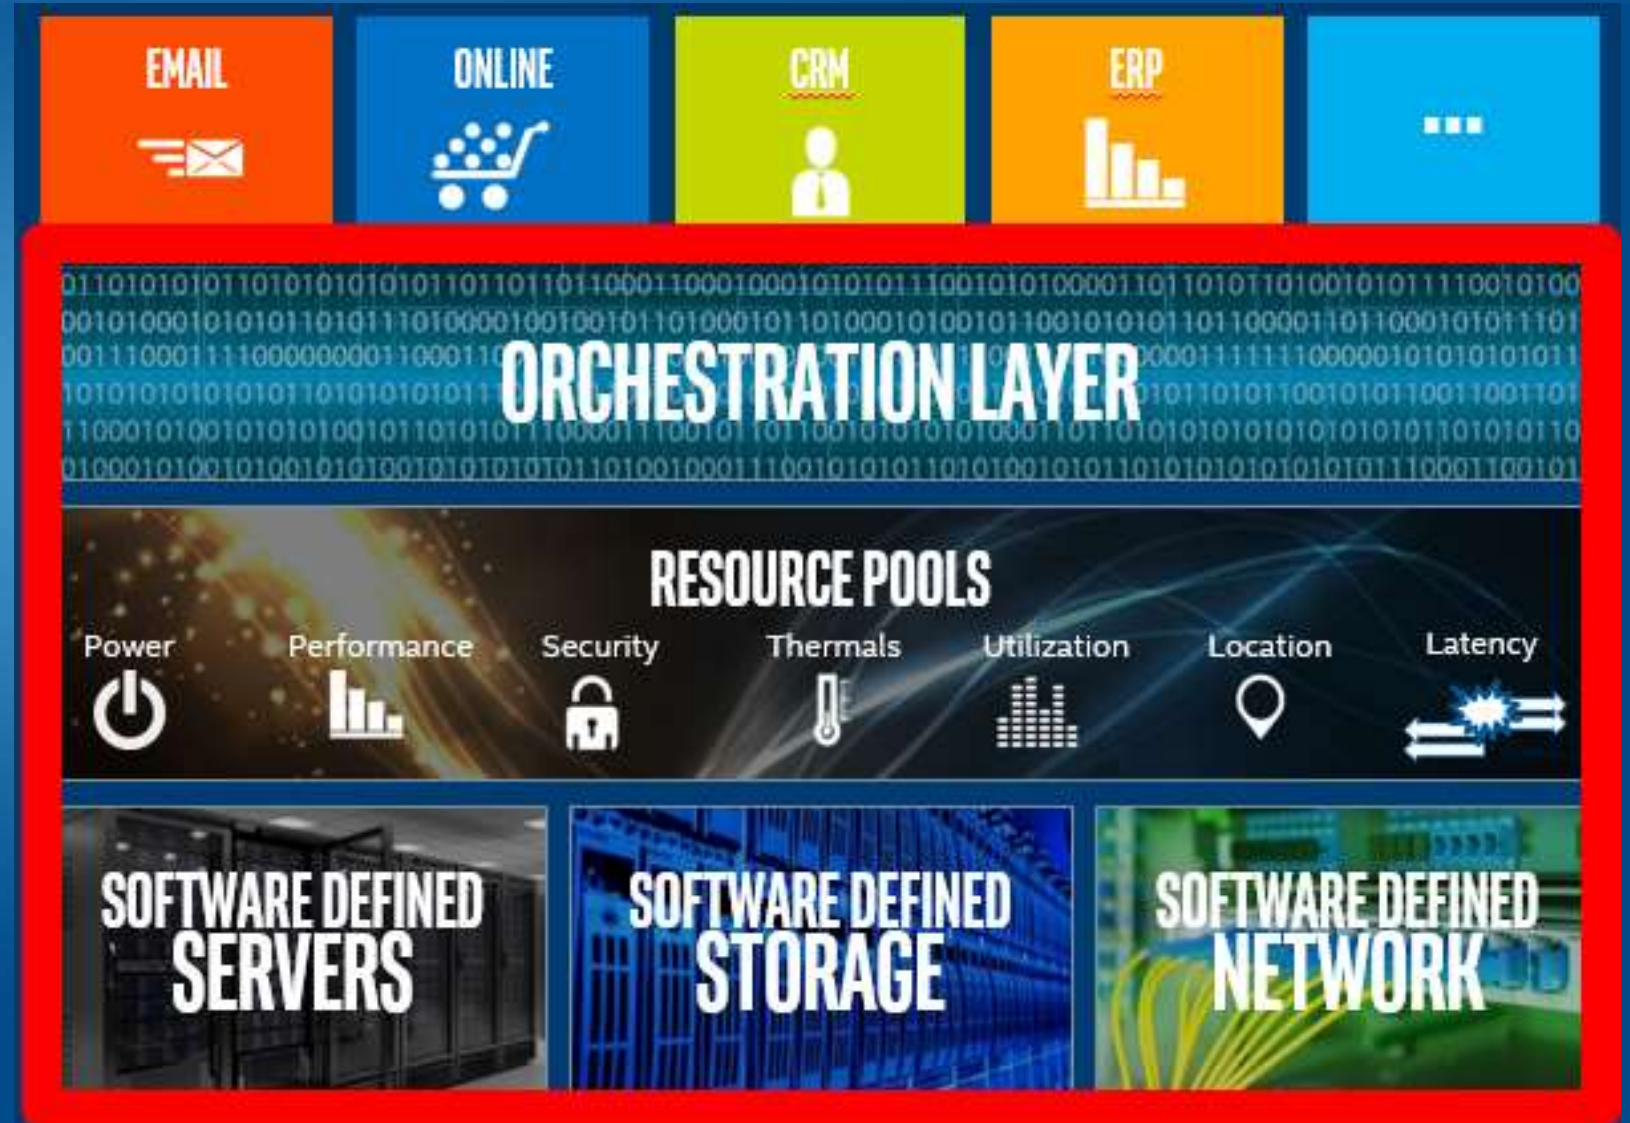 EMAIL
ONLINE
CRM
ERP
...
ORCHESTRATION LAYER
RESOURCE POOLS
Power
Performance
Security
Thermals
Utilization
Location
Latency
SOFTWARE DEFINED
SERVERS
SOFTWARE DEFINED
STORAGE
SOFTWARE DEFINED
NETWORK